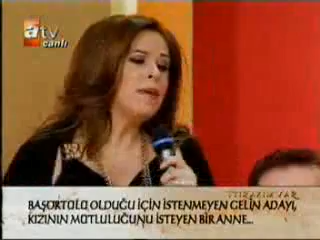 atv
canlı
BAŞÖRTÜLÜ OLDUĞU İÇİN İSTENMEYEN GELİN ADAYI,
KIZININ MUTLULUĞUNU İSTEYEN BİR ANNE...